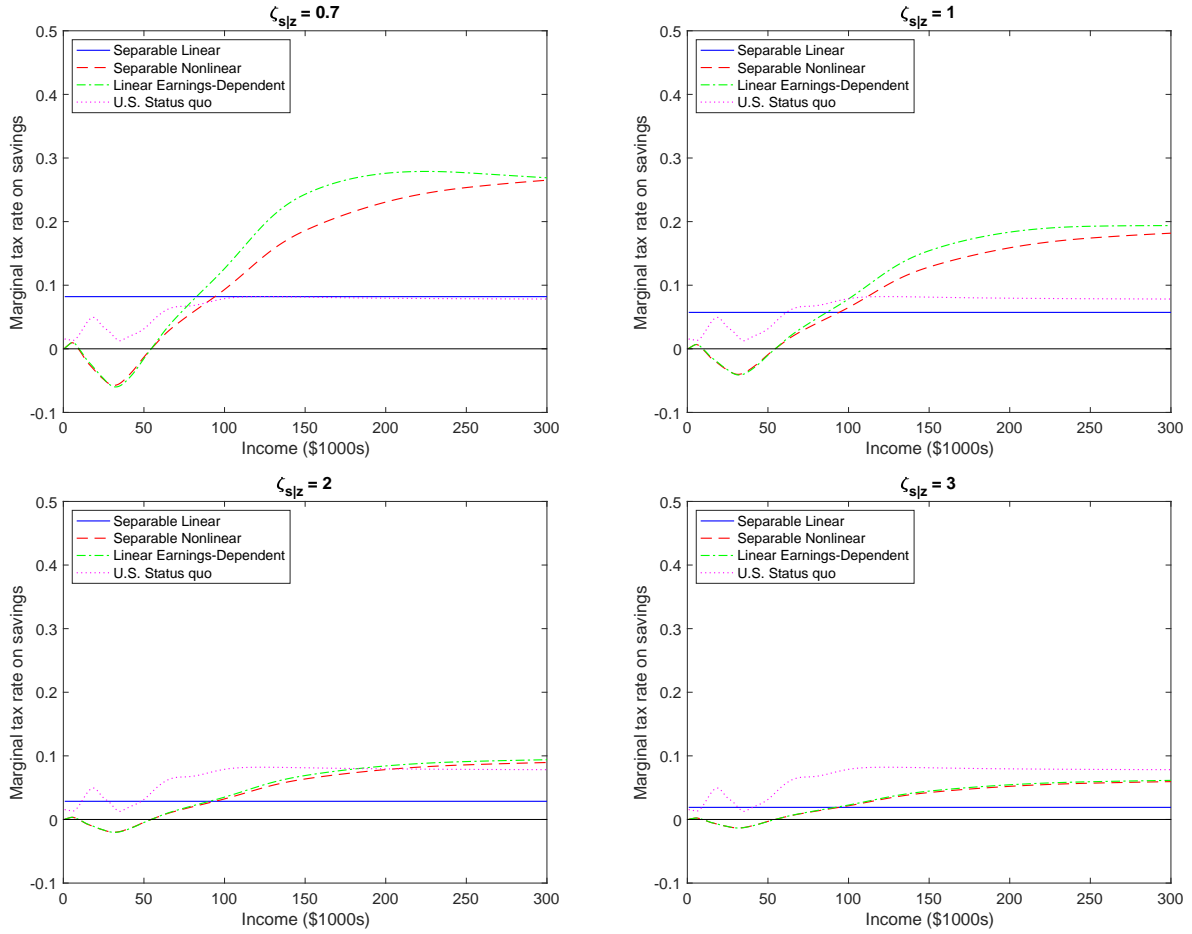 ζs|z = 0.7
Separable Linear
Separable Nonlinear
Linear Earnings-Dependent
U.S. Status quo
0.5
0.4
0.3
0.2
0.1
0
-0.1
Marginal tax rate on savings
0 50 100 150 200 250 300
Income ($1000s)
ζs|z = 1
Separable Linear
Separable Nonlinear
Linear Earnings-Dependent
U.S. Status quo
0.5
0.4
0.3
0.2
0.1
0
-0.1
Marginal tax rate on savings
0 50 100 150 200 250 300
Income ($1000s)
ζs|z = 2
Separable Linear
Separable Nonlinear
Linear Earnings-Dependent
U.S. Status quo
0.5
0.4
0.3
0.2
0.1
0
-0.1
Marginal tax rate on savings
0 50 100 150 200 250 300
Income ($1000s)
ζs|z = 3
Separable Linear
Separable Nonlinear
Linear Earnings-Dependent
U.S. Status quo
0.5
0.4
0.3
0.2
0.1
0
-0.1
Marginal tax rate on savings
0 50 100 150 200 250 300
Income ($1000s)